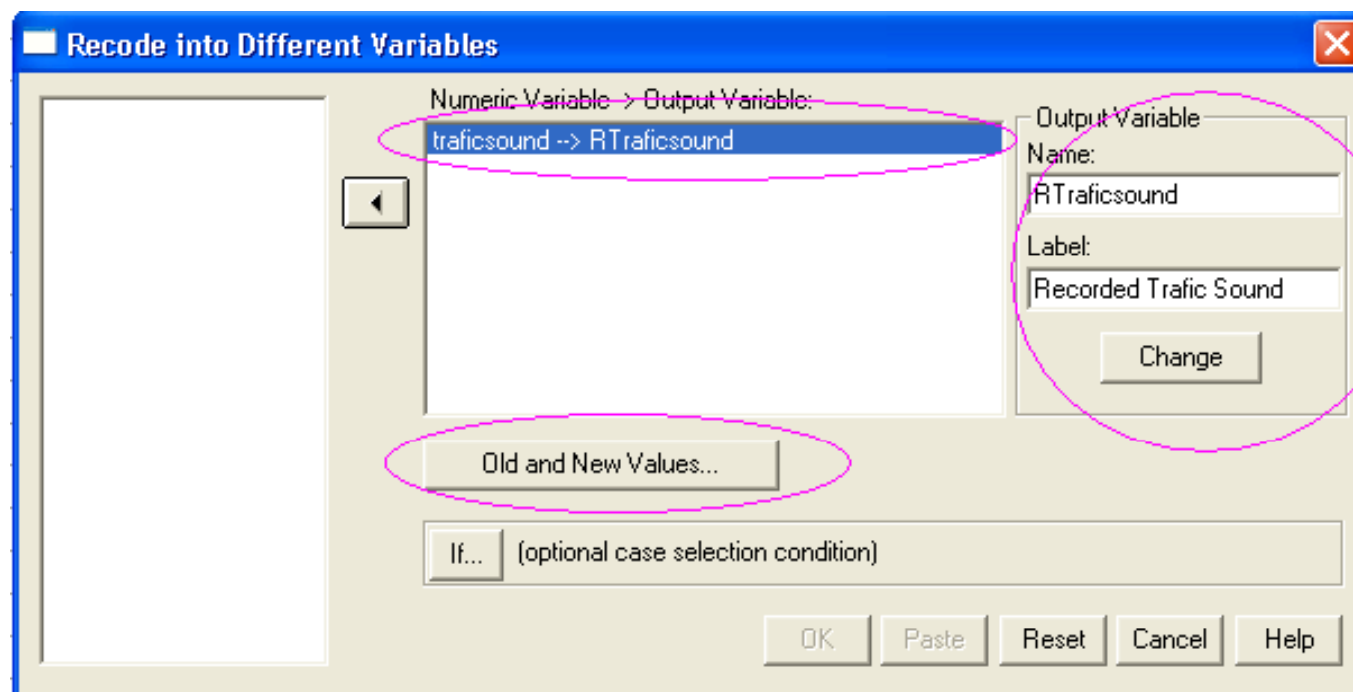 Recode into Different Variables
Numeric Variable -> Output Variable:
traficsound --> RTraficsound
Output Variable
Name:
RTraficsound
Label:
Recorded Trafic Sound
Change
Old and New Values...
If... (optional case selection condition)
OK Paste Reset Cancel Help